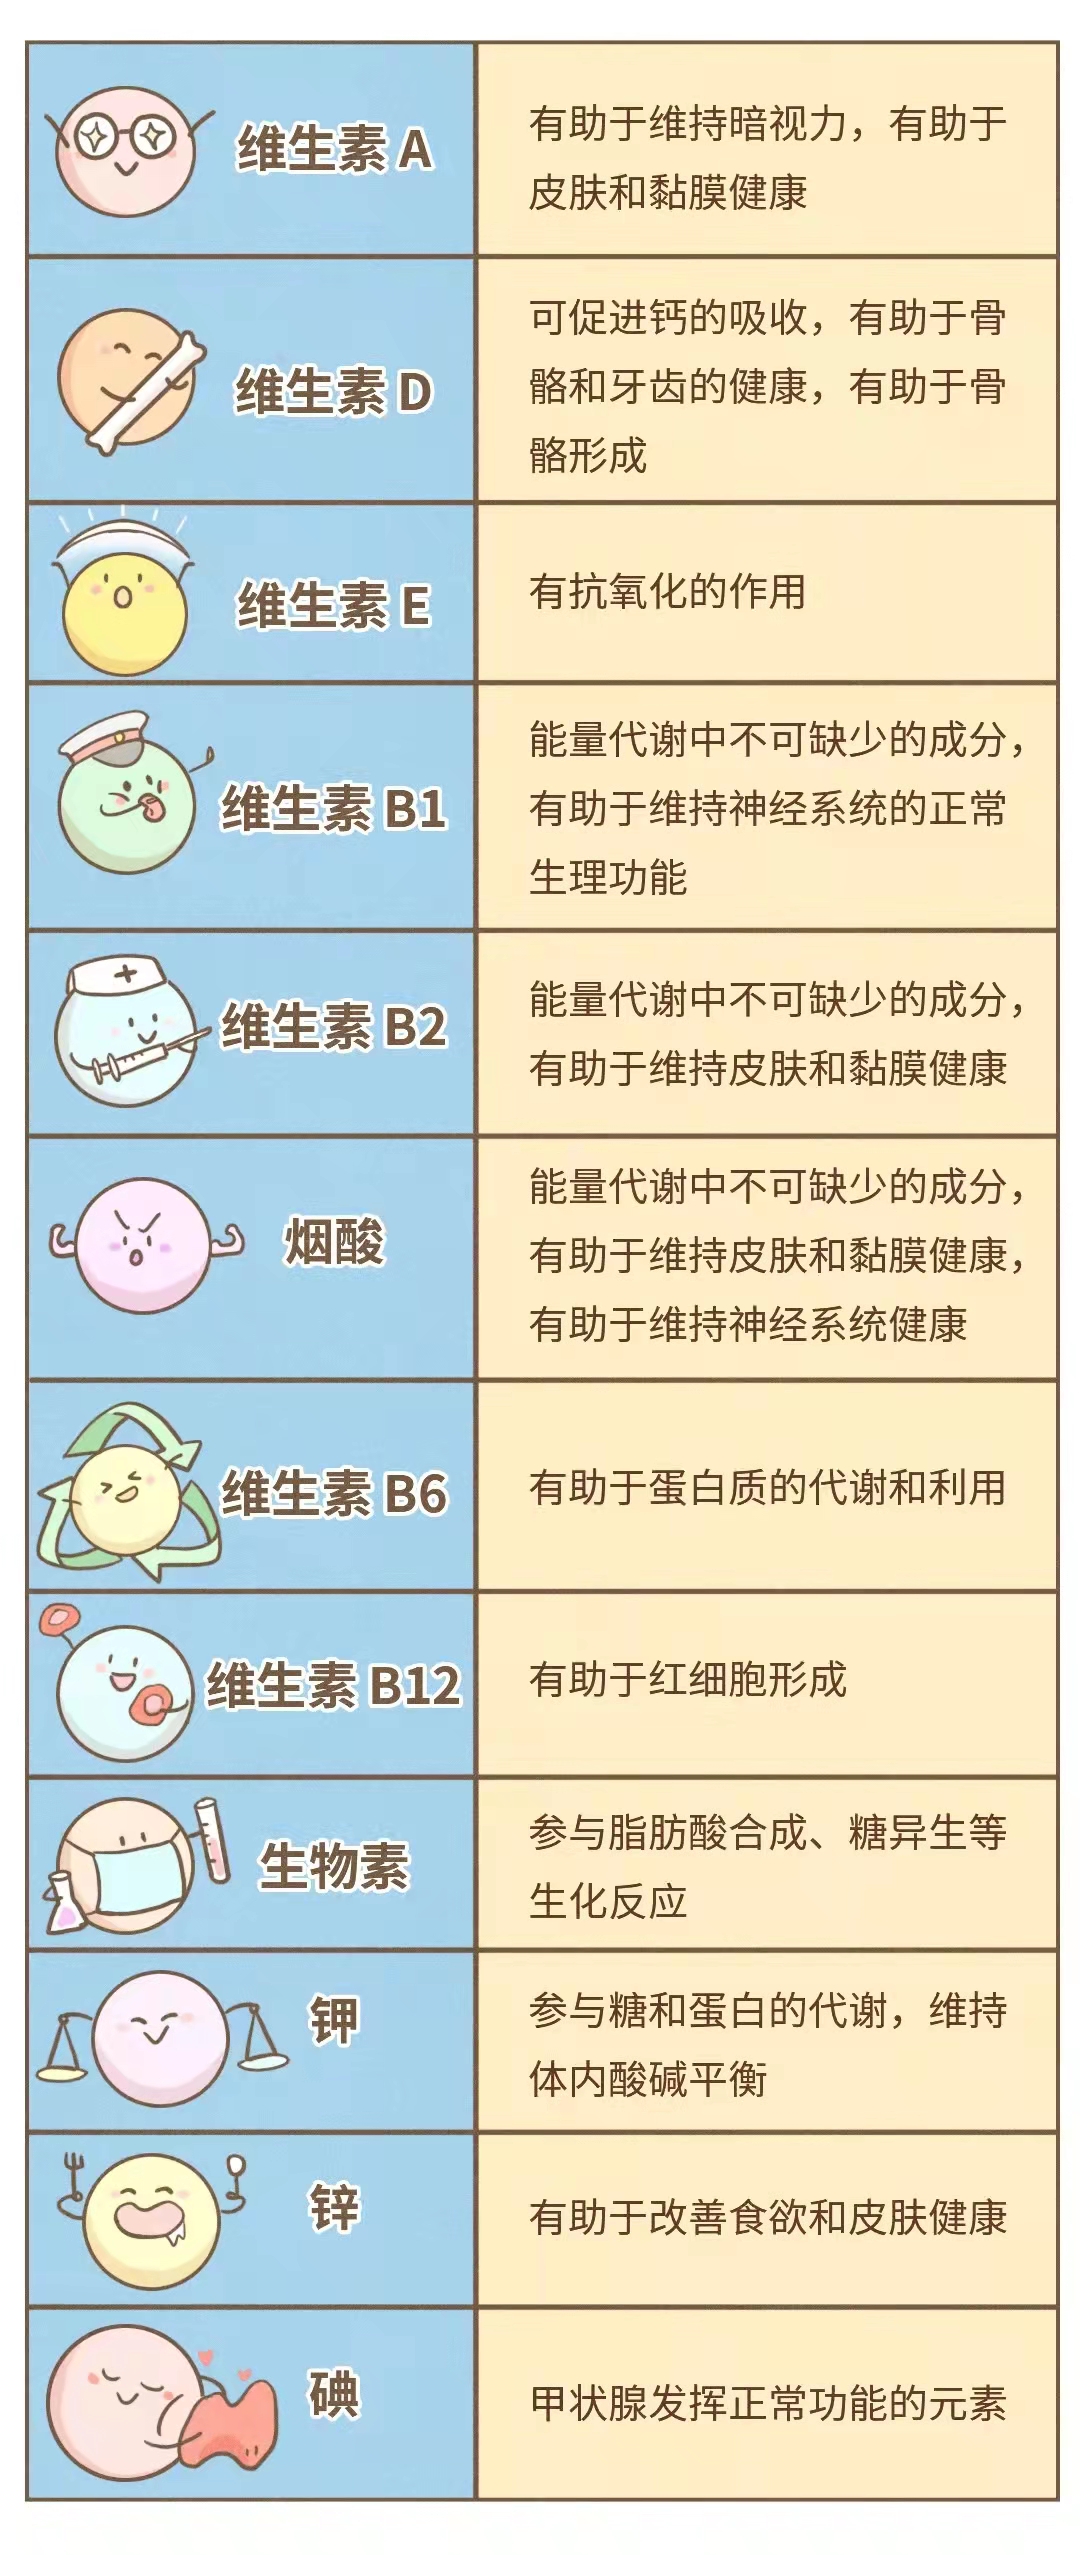 维生素 A
有助于维持暗视力，有助于
皮肤和黏膜健康
维生素 D
可促进钙的吸收，有助于骨
骼和牙齿的健康，有助于骨
骼形成
维生素 E
有抗氧化的作用
维生素 B1
能量代谢中不可缺少的成分，
有助于维持神经系统的正常
生理功能
维生素 B2
能量代谢中不可缺少的成分，
有助于维持皮肤和黏膜健康
烟酸
能量代谢中不可缺少的成分，
有助于维持皮肤和黏膜健康，
有助于维持神经系统健康
维生素 B6
有助于蛋白质的代谢和利用
维生素 B12
有助于红细胞形成
生物素
参与脂肪酸合成、糖异生等
生化反应
钾
参与糖和蛋白的代谢，维持
体内酸碱平衡
锌
有助于改善食欲和皮肤健康
碘
甲状腺发挥正常功能的元素